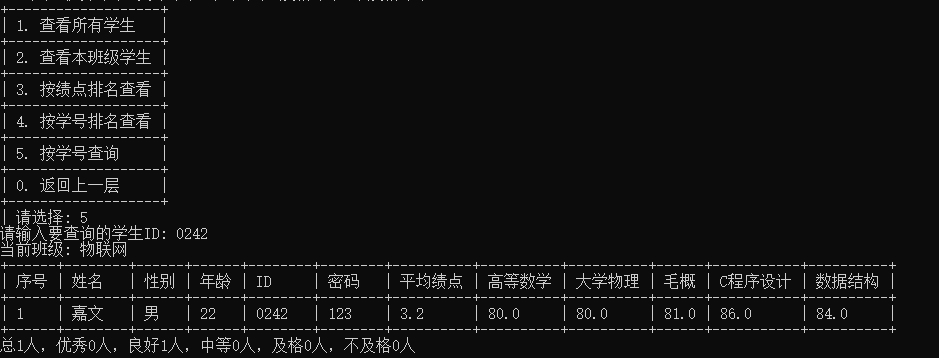 | 1. 查看所有学生 |
| 2. 查看本班级学生 |
| 3. 按绩点排名查看 |
| 4. 按学号排名查看 |
| 5. 按学号查询 |
| 0. 返回上一层 |
| 请选择: 5
请输入要查询的学生ID: 0242
当前班级: 物联网
| 序号 | 姓名 | 性别 | 年龄 | ID | 密码 | 平均绩点 | 高等数学 | 大学物理 | 毛概 | C程序设计 | 数据结构 |
| 1 | 嘉文 | 男 | 22 | 0242 | 123 | 3.2 | 80.0 | 80.0 | 81.0 | 86.0 | 84.0 |
总1人，优秀0人，良好1人，中等0人，及格0人，不及格0人